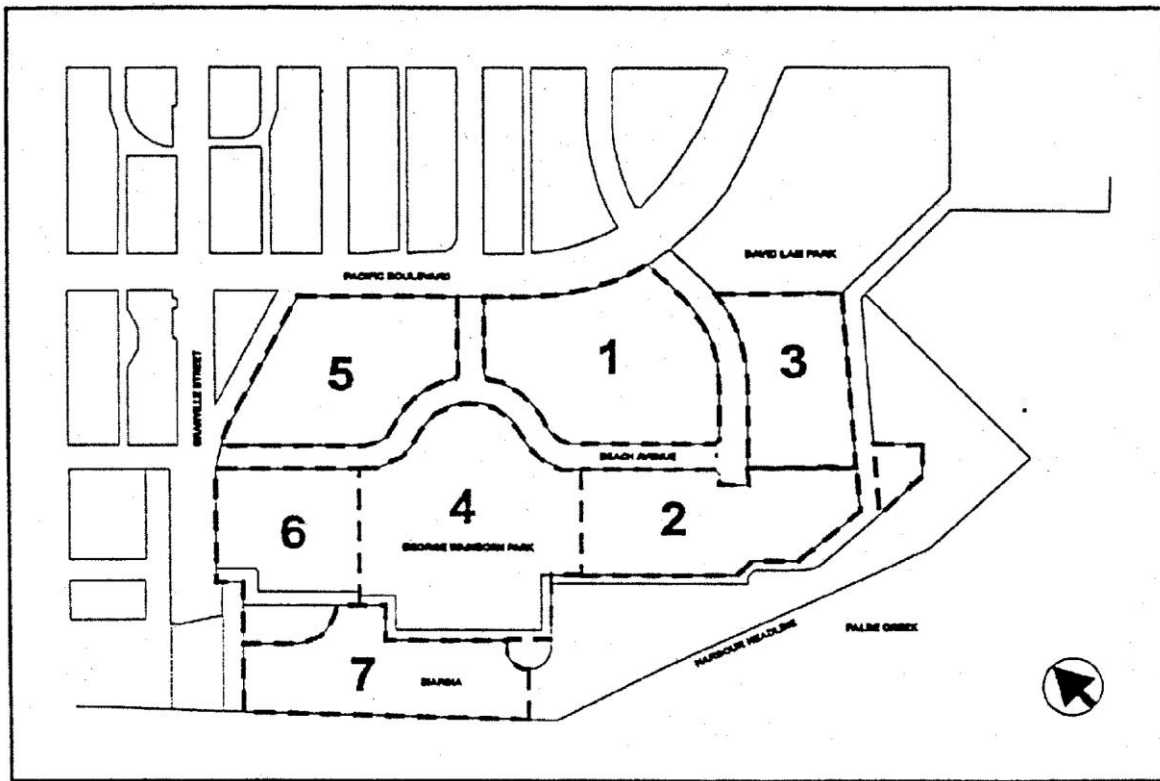 PACIFIC BOULEVARD
DAVID LAM PARK
GRANVILLE STREET
5
1
3
BEACH AVENUE
6
4
2
GEORGE WAINBORN PARK
HARBOUR HEADLINE
FALSE CREEK
7
MARINA